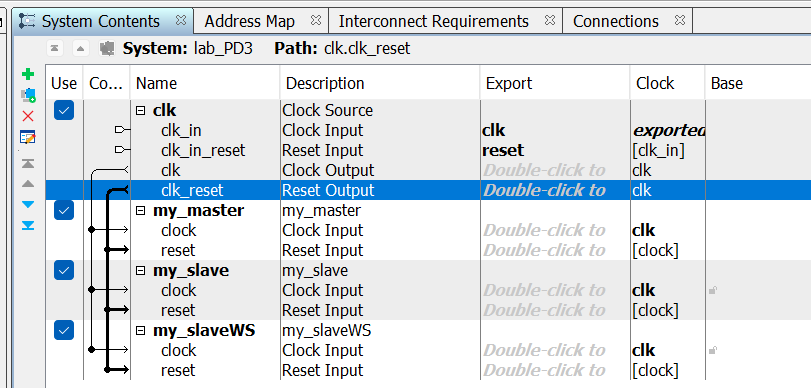 System Contents Address Map Interconnect Requirements Connections
System: lab_PD3 Path: clk.clk_reset
Use Co... Name Description Export Clock Base
clk Clock Source
clk_in Clock Input clk exported
clk_in_reset Reset Input reset [clk_in]
clk Clock Output Double-click to clk
clk_reset Reset Output Double-click to clk
my_master my_master
clock Clock Input Double-click to clk
reset Reset Input Double-click to [clock]
my_slave my_slave
clock Clock Input Double-click to clk
reset Reset Input Double-click to [clock]
my_slaveWS my_slaveWS
clock Clock Input Double-click to clk
reset Reset Input Double-click to [clock]